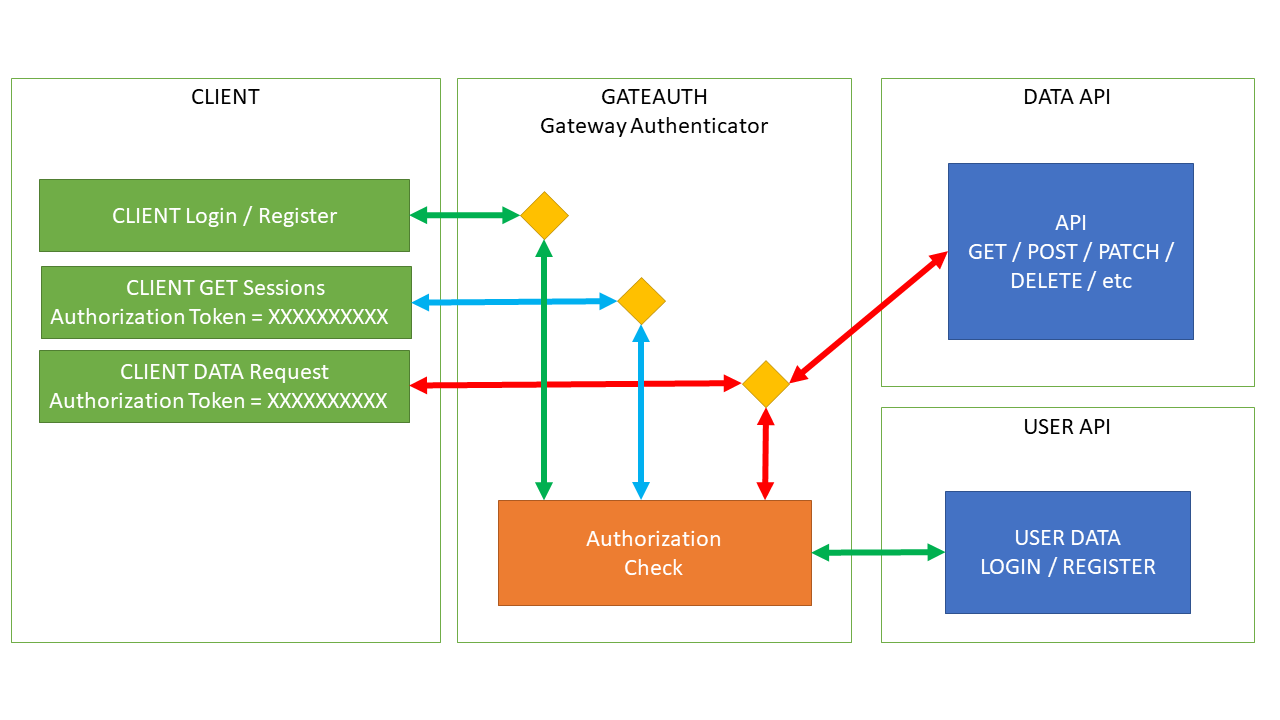 CLIENT
CLIENT Login / Register
CLIENT GET Sessions
Authorization Token = XXXXXXXXXX
CLIENT DATA Request
Authorization Token = XXXXXXXXXX
GATEAUTH
Gateway Authenticator
Authorization
Check
DATA API
API
GET / POST / PATCH /
DELETE / etc
USER API
USER DATA
LOGIN / REGISTER